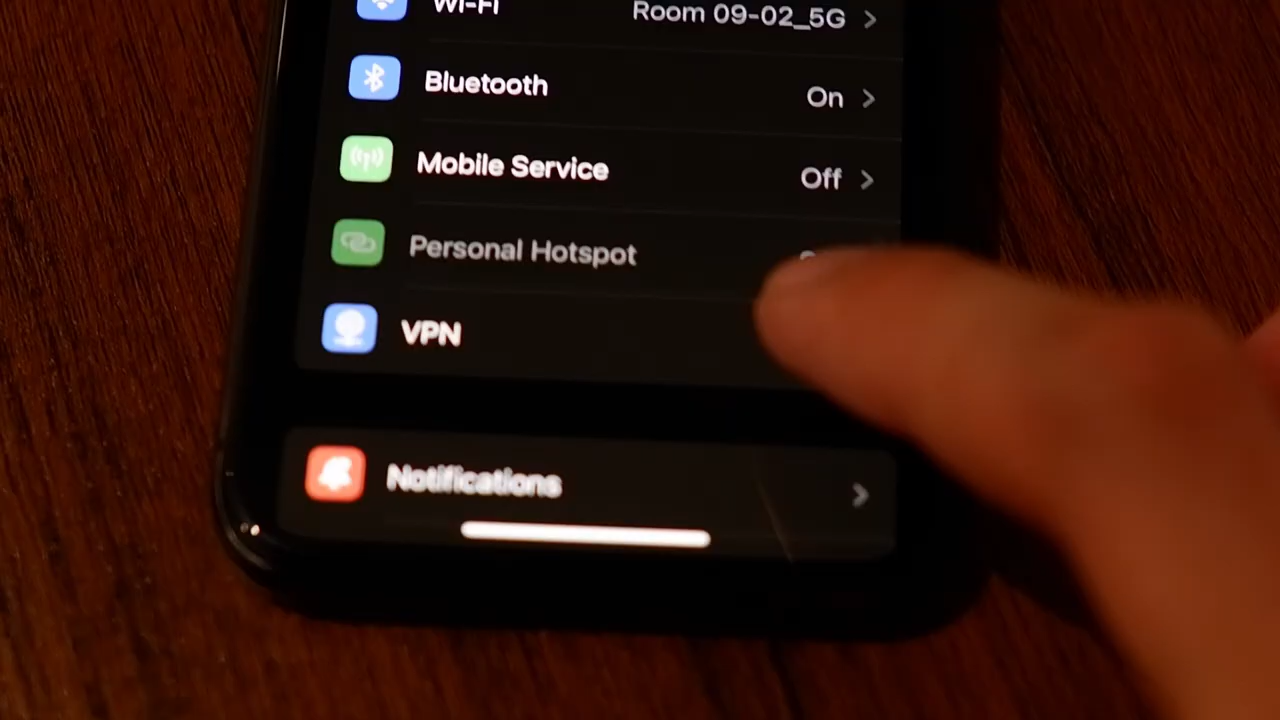 Wi-Fi Room 09-02_5G
Bluetooth On
Mobile Service Off
Personal Hotspot
VPN
Notifications